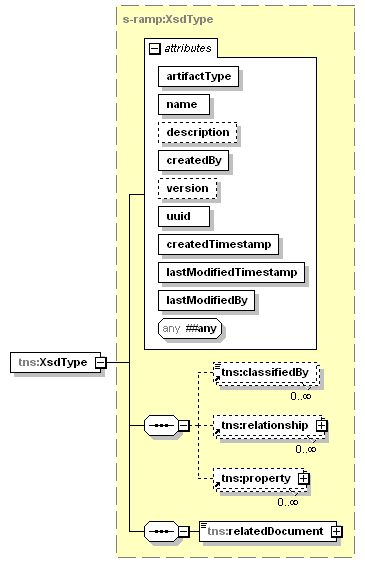 s-ramp:XsdType
attributes
artifactType
name
description
createdBy
version
uuid
createdTimestamp
lastModifiedTimestamp
lastModifiedBy
any ##any
tns:XsdType
tns:classifiedBy
0..∞
tns:relationship
0..∞
tns:property
0..∞
tns:relatedDocument